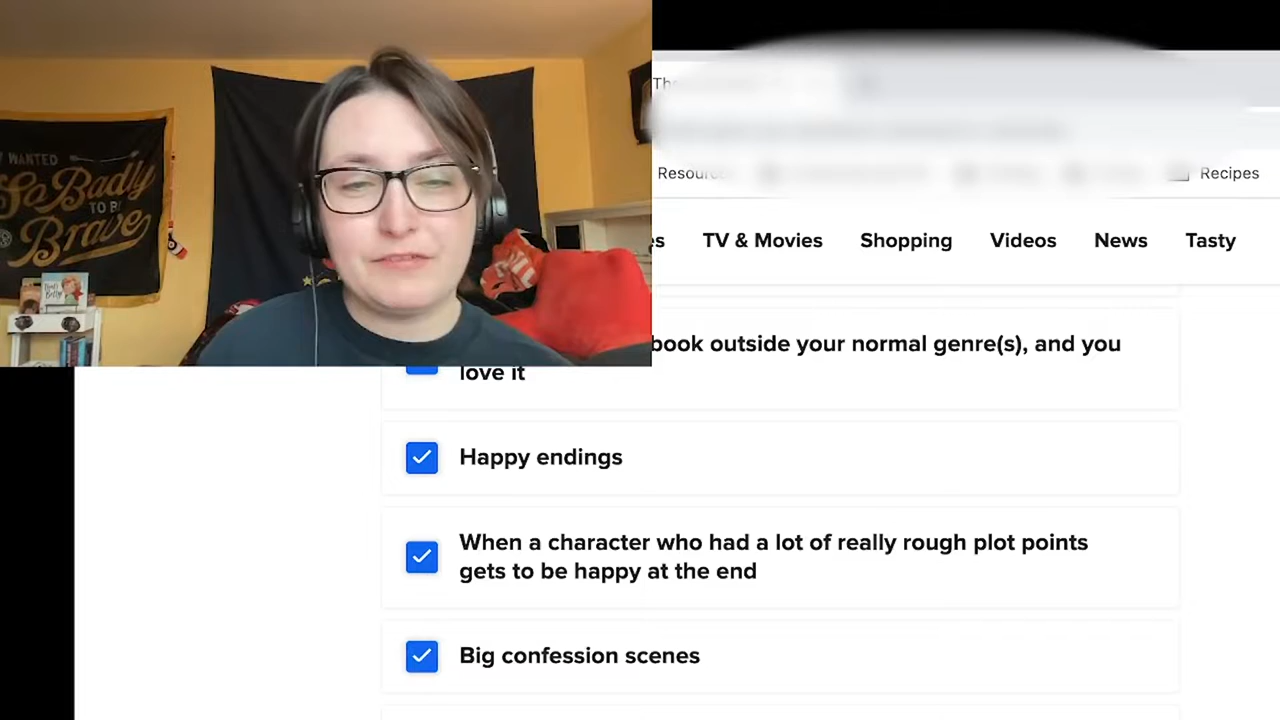 WANTED
So Badly
TO B
Brave
The
Resourc
Recipes
es
TV & Movies
Shopping
Videos
News
Tasty
book outside your normal genre(s), and you
love it
Happy endings
When a character who had a lot of really rough plot points
gets to be happy at the end
Big confession scenes